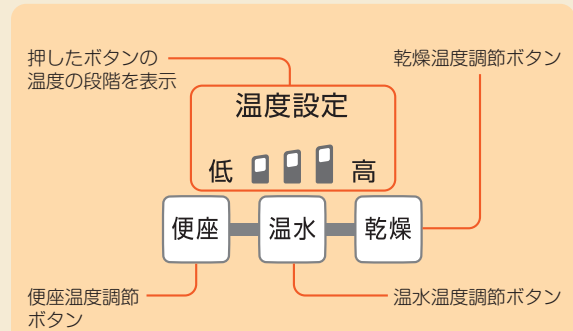 押したボタンの
温度の段階を表示
乾燥温度調節ボタン
温度設定
低 高
便座 温水 乾燥
便座温度調節
ボタン
温水温度調節ボタン